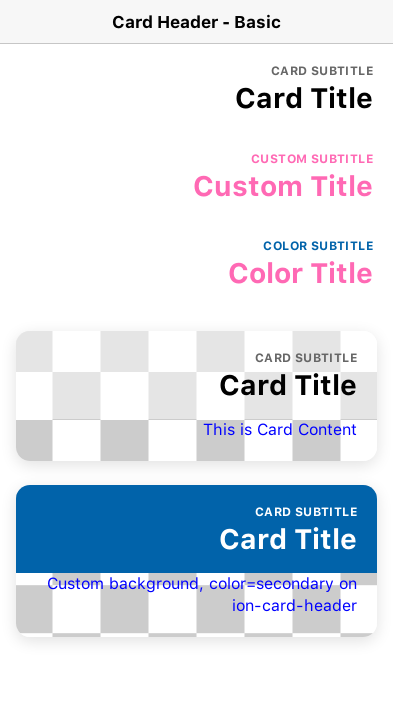 Card Header - Basic
CARD SUBTITLE
Card Title
CUSTOM SUBTITLE
Custom Title
COLOR SUBTITLE
Color Title
CARD SUBTITLE
Card Title
This is Card Content
CARD SUBTITLE
Card Title
Custom background, color=secondary on
ion-card-header